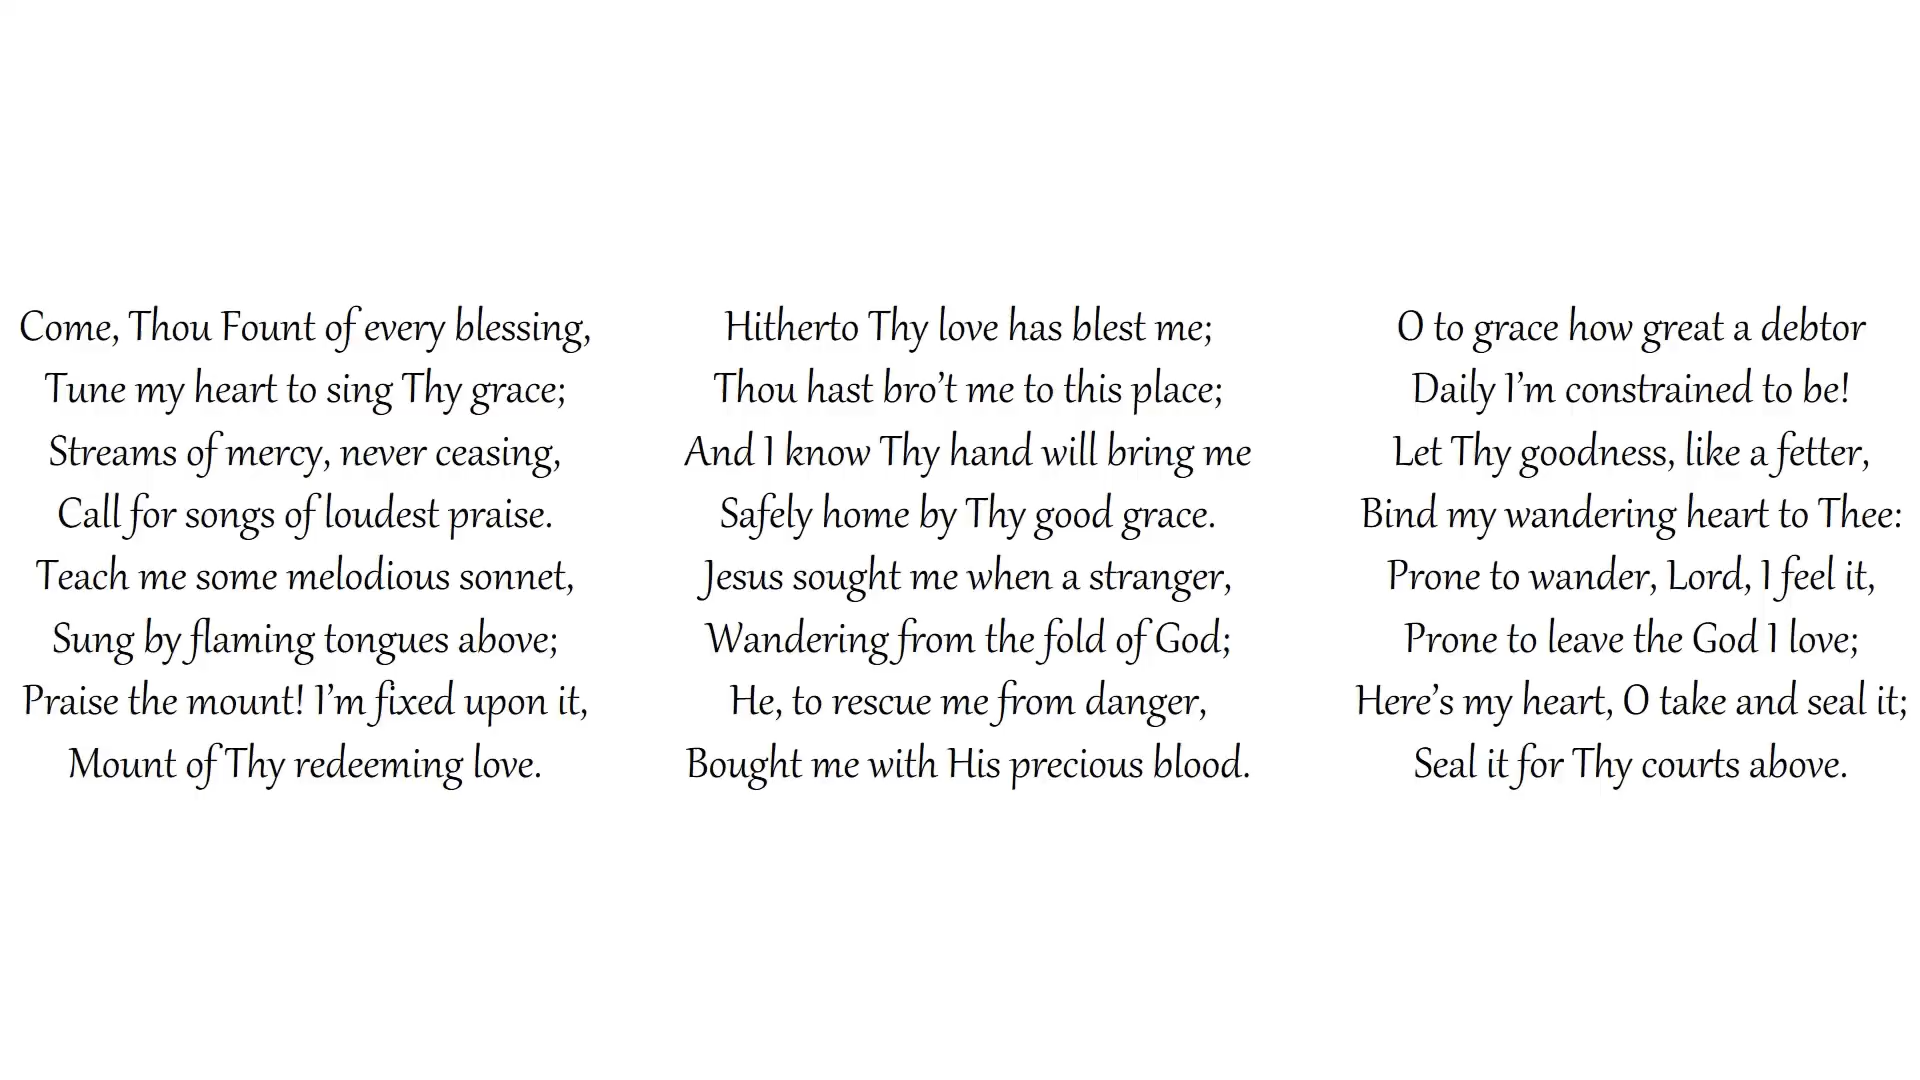 Come, Thou Fount of every blessing,
Tune my heart to sing Thy grace;
Streams of mercy, never ceasing,
Call for songs of loudest praise.
Teach me some melodious sonnet,
Sung by flaming tongues above;
Praise the mount! I’m fixed upon it,
Mount of Thy redeeming love.
Hitherto Thy love has blest me;
Thou hast bro’t me to this place;
And I know Thy hand will bring me
Safely home by Thy good grace.
Jesus sought me when a stranger,
Wandering from the fold of God;
He, to rescue me from danger,
Bought me with His precious blood.
O to grace how great a debtor
Daily I’m constrained to be!
Let Thy goodness, like a fetter,
Bind my wandering heart to Thee:
Prone to wander, Lord, I feel it,
Prone to leave the God I love;
Here’s my heart, O take and seal it;
Seal it for Thy courts above.